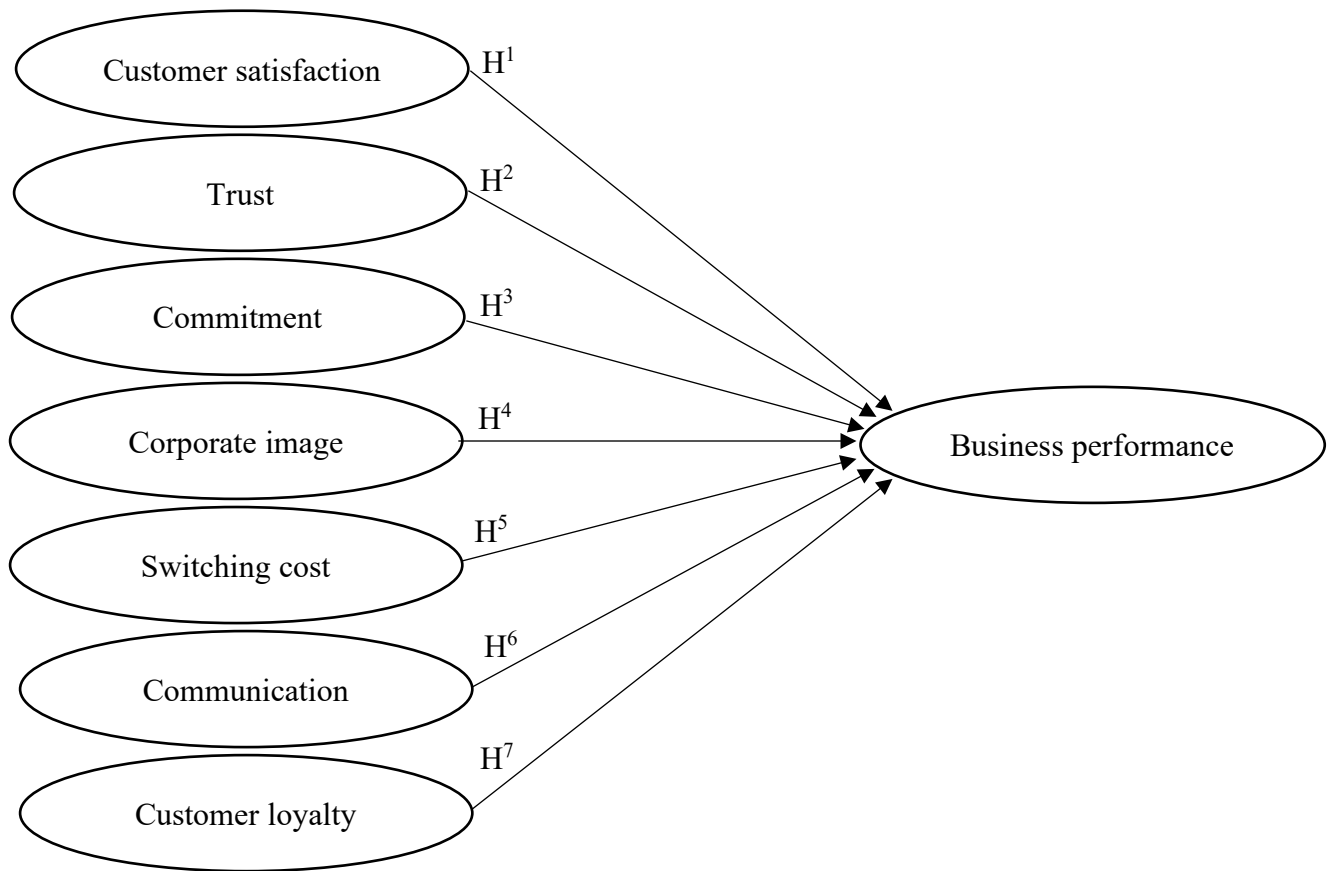 Customer satisfaction
H¹
Trust
H²
Commitment
H³
Corporate image
H⁴
Business performance
Switching cost
H⁵
Communication
H⁶
Customer loyalty
H⁷